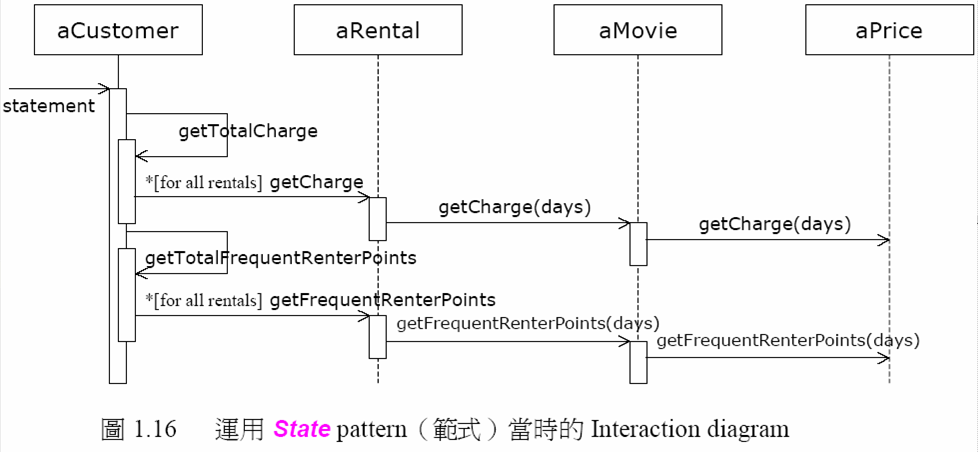 aCustomer aRental aMovie aPrice
statement
getTotalCharge
*[for all rentals] getCharge
getCharge(days)
getCharge(days)
getTotalFrequentRenterPoints
*[for all rentals] getFrequentRenterPoints
getFrequentRenterPoints(days)
getFrequentRenterPoints(days)
圖 1.16 運用 State pattern（範式）當時的 Interaction diagram